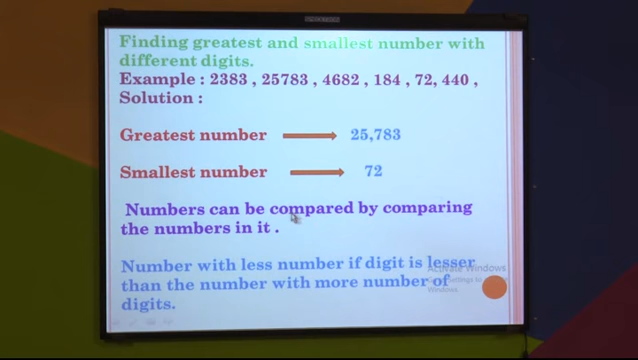 Finding greatest and smallest number with
different digits.
Example : 2383 , 25783 , 4682 , 184 , 72, 440 ,
Solution :
Greatest number 25,783
Smallest number 72
Numbers can be compared by comparing
the numbers in it .
Number with less number if digit is lesser
than the number with more number of
digits.
Activate Windows
Windows.